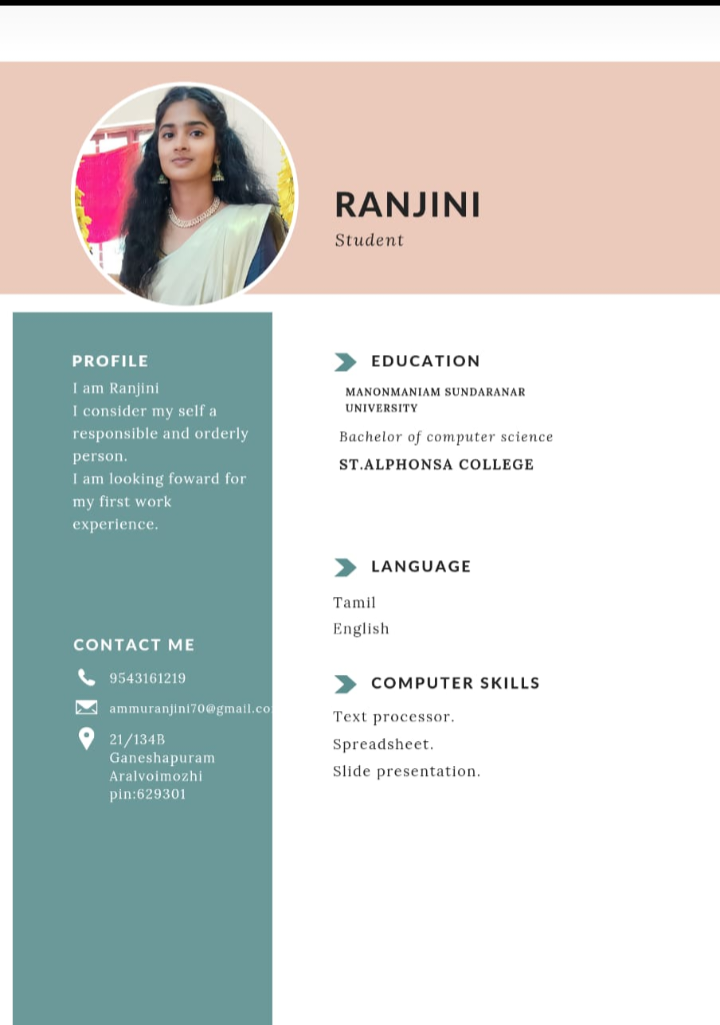 RANJINI
Student
PROFILE
I am Ranjini
I consider my self a
responsible and orderly
person.
I am looking foward for
my first work
experience.
CONTACT ME
9543161219
ammuranjini70@gmail.co
21/134B
Ganeshapuram
Aralvoimozhi
pin:629301
EDUCATION
MANONMANIAM SUNDARANAR
UNIVERSITY
Bachelor of computer science
ST.ALPHONSA COLLEGE
LANGUAGE
Tamil
English
COMPUTER SKILLS
Text processor.
Spreadsheet.
Slide presentation.